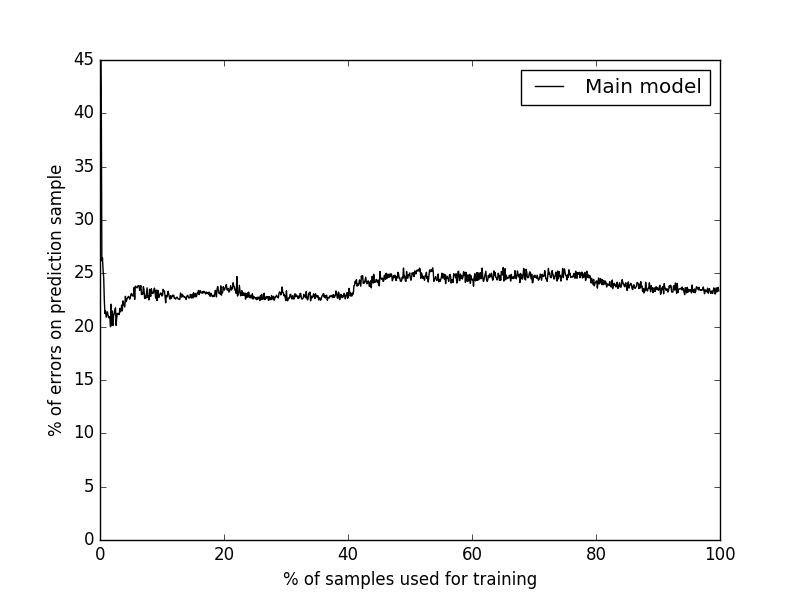 Main model
% of errors on prediction sample
45
40
35
30
25
20
15
10
5
0
0 20 40 60 80 100
% of samples used for training